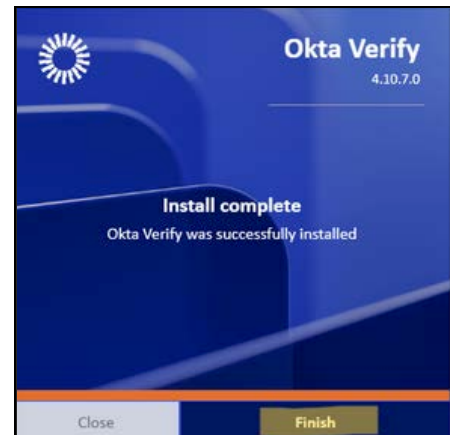 Okta Verify
4.10.7.0
Install complete
Okta Verify was successfully installed
Close
Finish